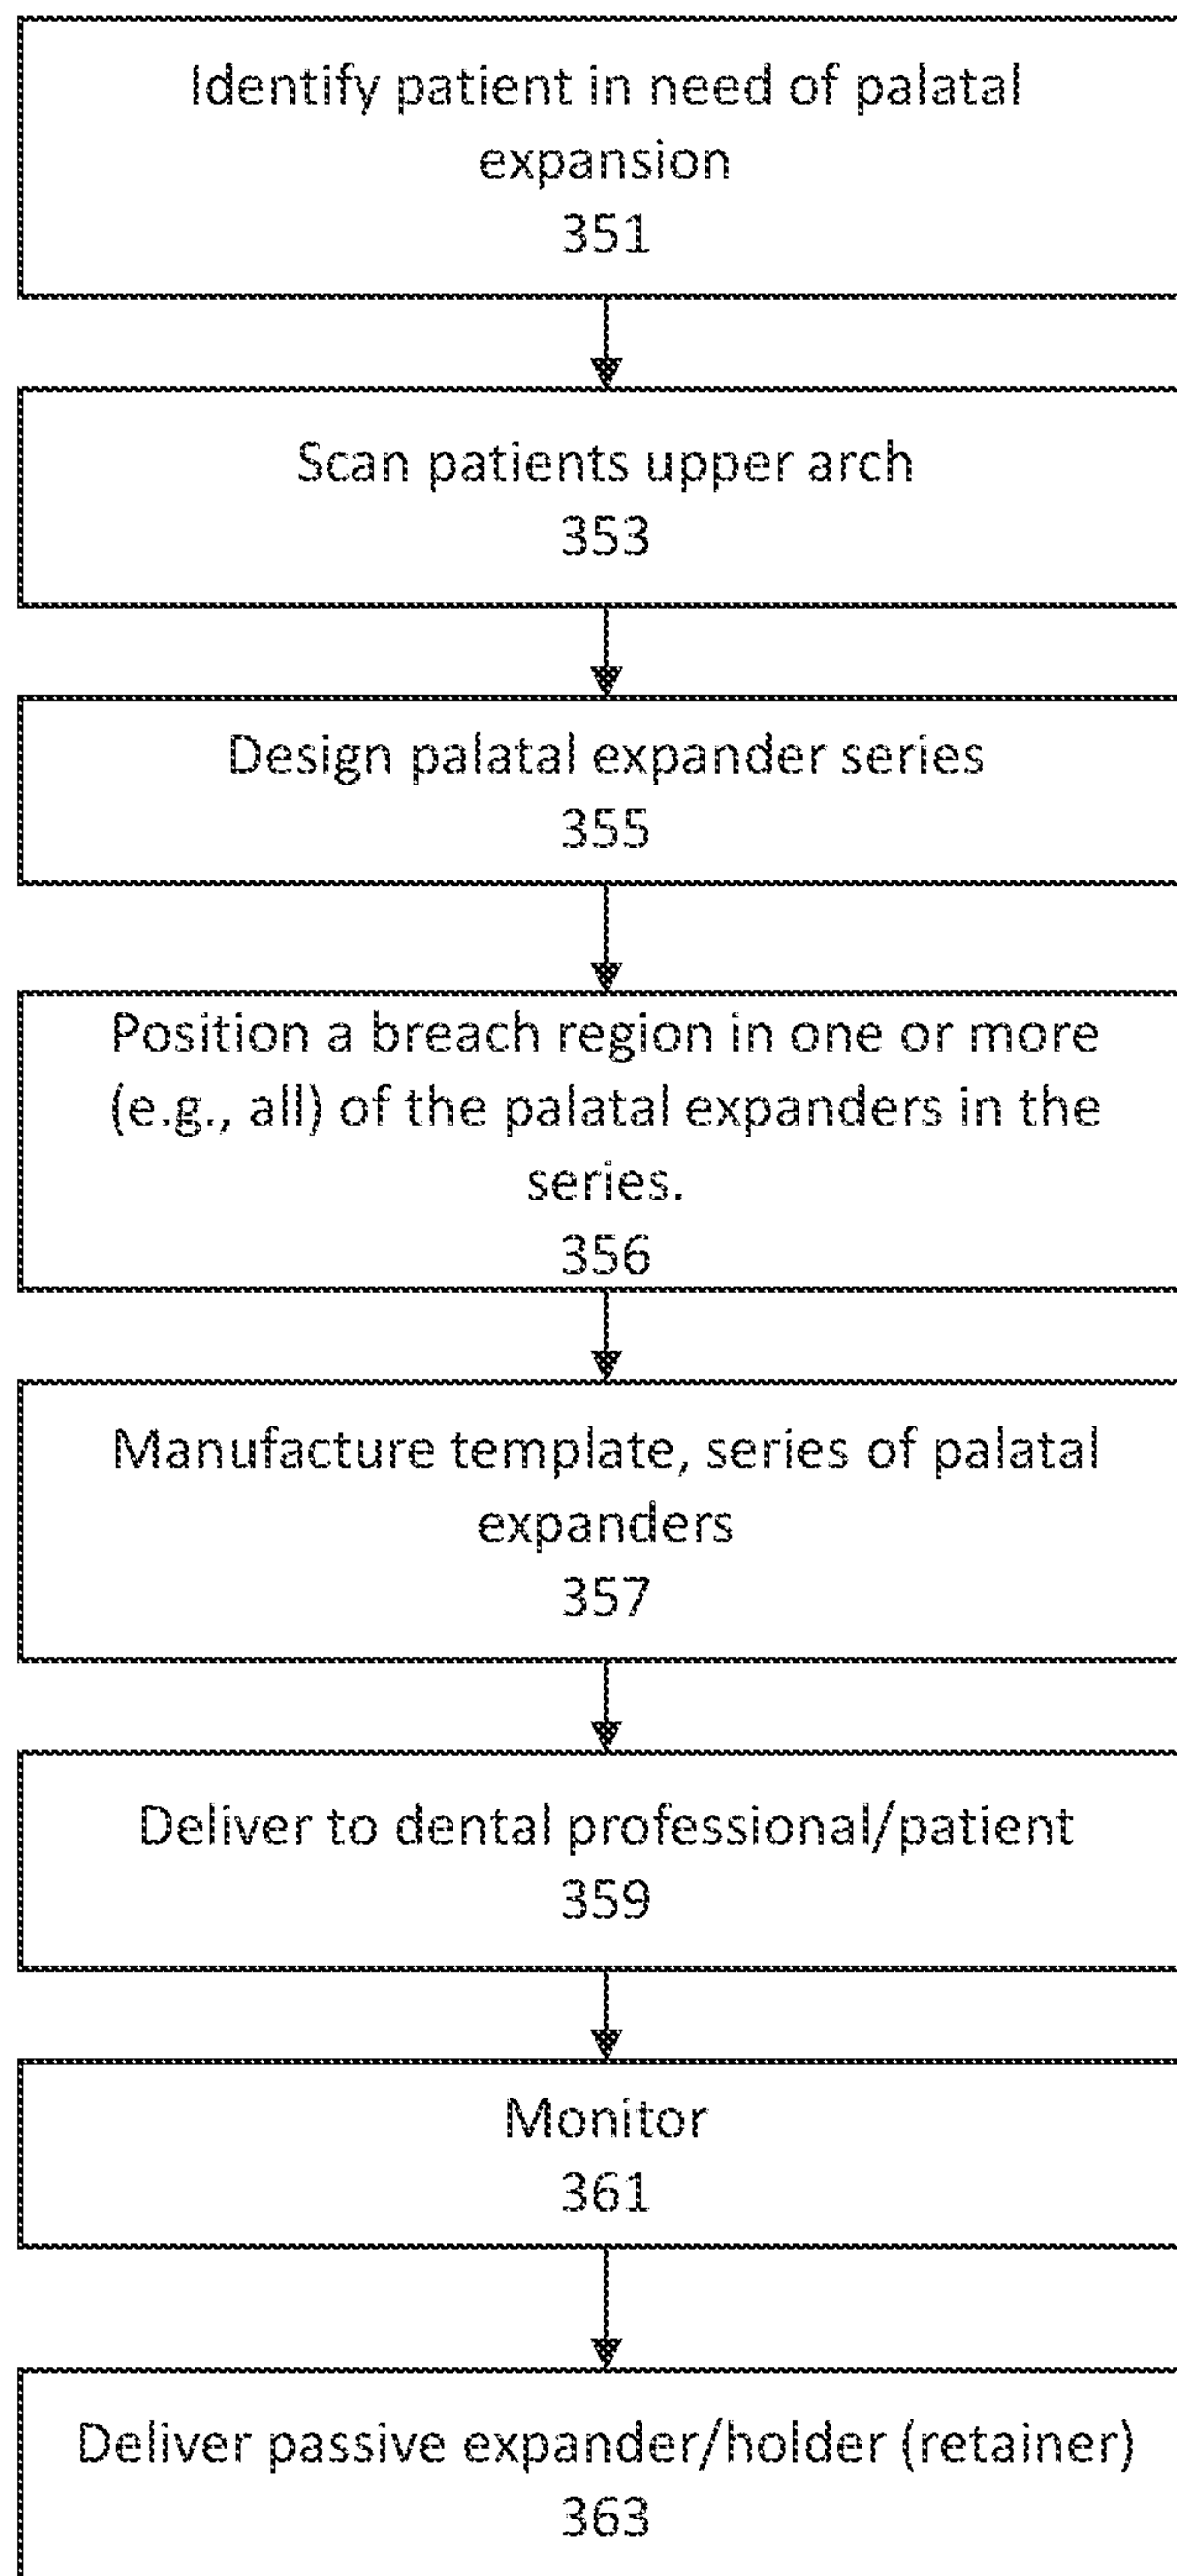 Identify patient in need of palatal
expansion
351
Scan patients upper arch
353
Design palatal expander series
355
Position a breach region in one or more
(e.g., all) of the palatal expanders in the
series.
356
Manufacture template, series of palatal
expanders
357
Deliver to dental professional/patient
359
Monitor
361
Deliver passive expander/holder (retainer)
363